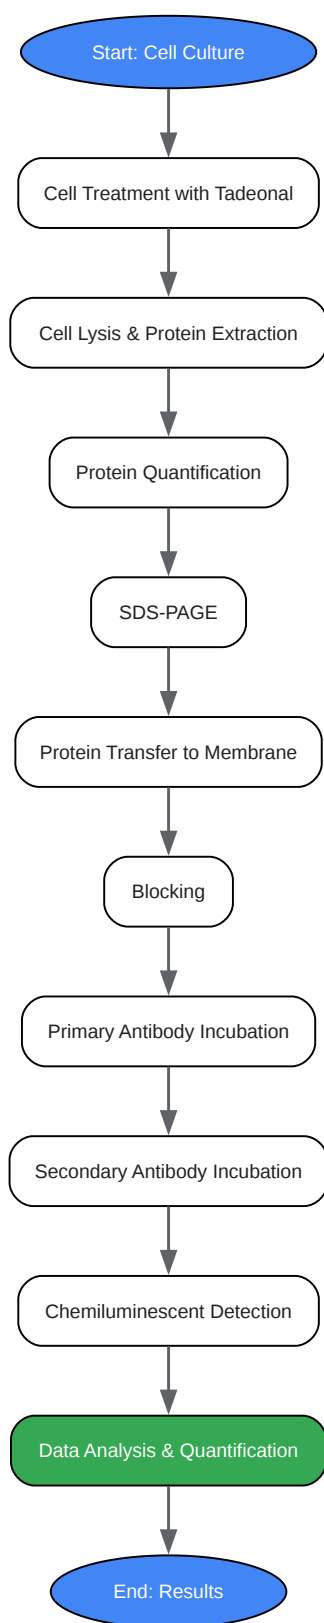 Start: Cell Culture
Cell Treatment with Tadeonal
Cell Lysis & Protein Extraction
Protein Quantification
SDS-PAGE
Protein Transfer to Membrane
Blocking
Primary Antibody Incubation
Secondary Antibody Incubation
Chemiluminescent Detection
Data Analysis & Quantification
End: Results